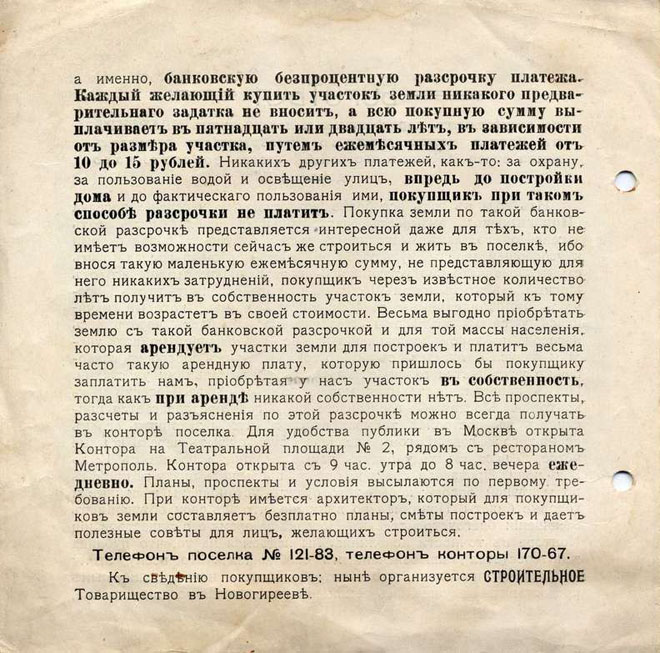 а именно, банковскую безпроцентную разсрочку платежа.
Каждый желающій купить участокъ земли никакого предва-
рительнаго задатка не вноситъ, а всю покупную сумму вы-
плачиваетъ въ пятнадцать или двадцать лѣтъ, въ зависимости
отъ размѣра участка, путемъ ежемѣсячныхъ платежей отъ
10 до 15 рублей. Никакихъ другихъ платежей, какъ-то: за охрану,
за пользованіе водой и освѣщеніе улицъ, впредь до постройки
дома и до фактическаго пользованія ими, покупщикъ при такомъ
способѣ разсрочки не платитъ. Покупка земли по такой банков-
ской разсрочкѣ представляется интересной даже для тѣхъ, кто не
имѣетъ возможности сейчасъ же строиться и жить въ поселкѣ, ибо
внося такую маленькую ежемѣсячную сумму, не представляющую для
него никакихъ затрудненій, покупщикъ черезъ извѣстное количество
лѣтъ получитъ въ собственность участокъ земли, который къ тому
времени возрастетъ въ своей стоимости. Весьма выгодно пріобрѣтать
землю съ такой банковской разсрочкой и для той массы населенія,
которая арендуетъ участки земли для построекъ и платитъ весьма
часто такую арендную плату, которую пришлось бы покупщику
заплатить намъ, пріобрѣтая у насъ участокъ въ собственность,
тогда какъ при арендѣ никакой собственности нѣтъ. Всѣ проспекты,
разсчеты и разъясненія по этой разсрочкѣ можно всегда получать
въ конторѣ поселка. Для удобства публики въ Москвѣ открыта
Контора на Театральной площади № 2, рядомъ съ рестораномъ
Метрополь. Контора открыта съ 9 час. утра до 8 час. вечера еже-
дневно. Планы, проспекты и условія высылаются по первому тре-
бованію. При конторѣ имѣется архитекторъ, который для покупщи-
ковъ земли составляетъ безплатно планы, смѣты построекъ и даетъ
полезные совѣты для лицъ, желающихъ строиться.
Телефонъ поселка № 121-83, телефонъ конторы 170-67.
Къ свѣдѣнію покупщиковъ; нынѣ организуется СТРОИТЕЛЬНОЕ
Товарищество въ Новогиреевѣ.